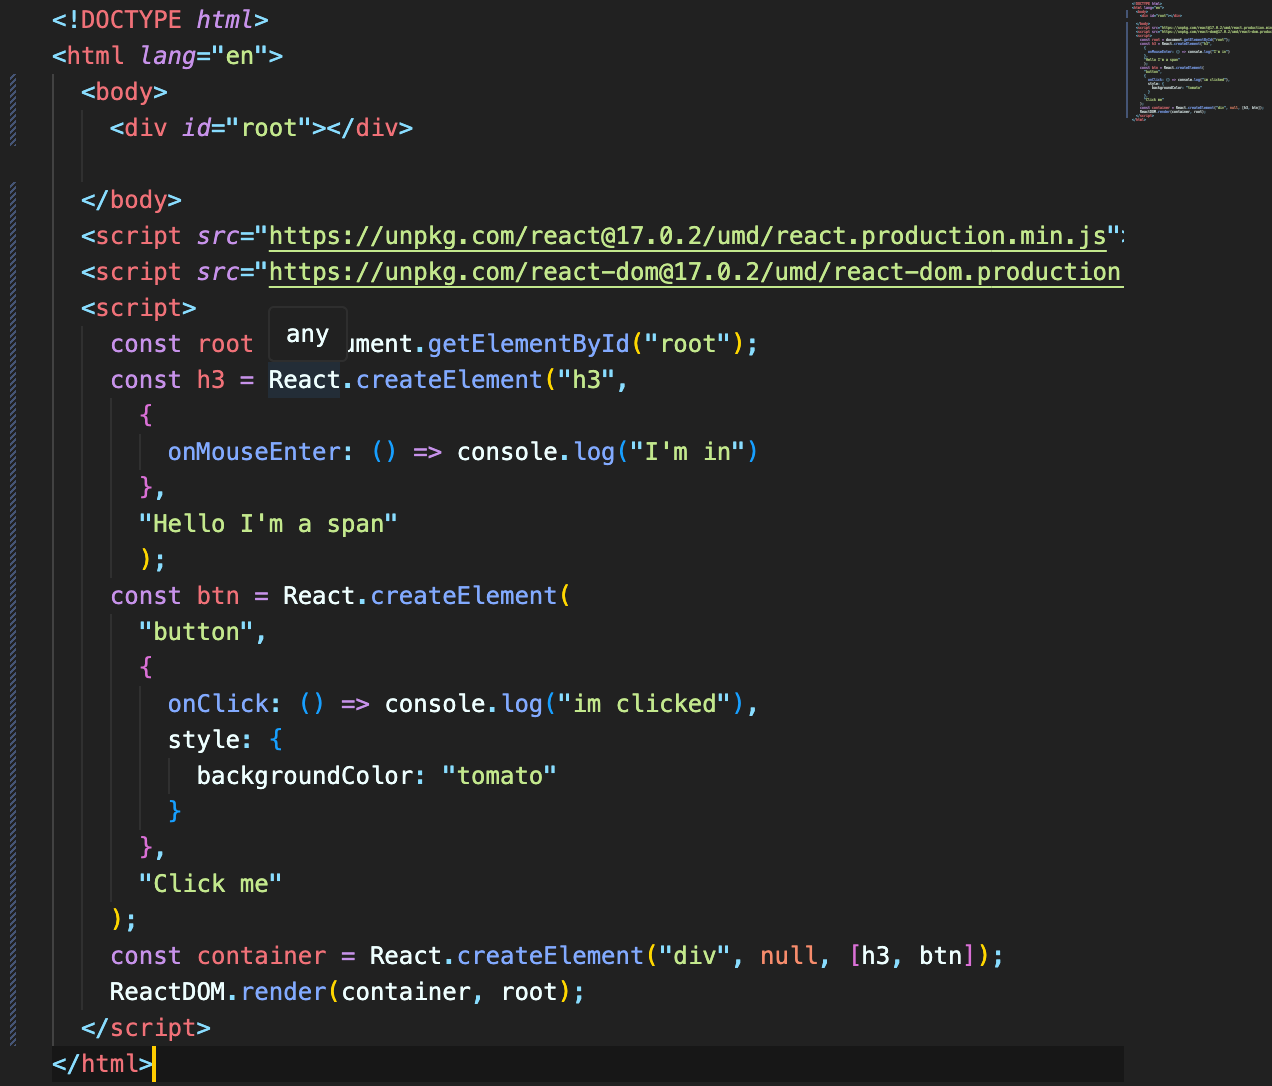 <!DOCTYPE html>
<html lang="en">
<body>
<div id="root"></div>
</body>
<script src="https://unpkg.com/react@17.0.2/umd/react.production.min.js">
<script src="https://unpkg.com/react-dom@17.0.2/umd/react-dom.production.
<script>
any
const root ument.getElementById("root");
const h3 = React.createElement("h3",
{
onMouseEnter: () => console.log("I'm in")
},
"Hello I'm a span"
);
const btn = React.createElement(
"button",
{
onClick: () => console.log("im clicked"),
style: {
backgroundColor: "tomato"
}
},
"Click me"
);
const container = React.createElement("div", null, [h3, btn]);
ReactDOM.render(container, root);
</script>
</html>